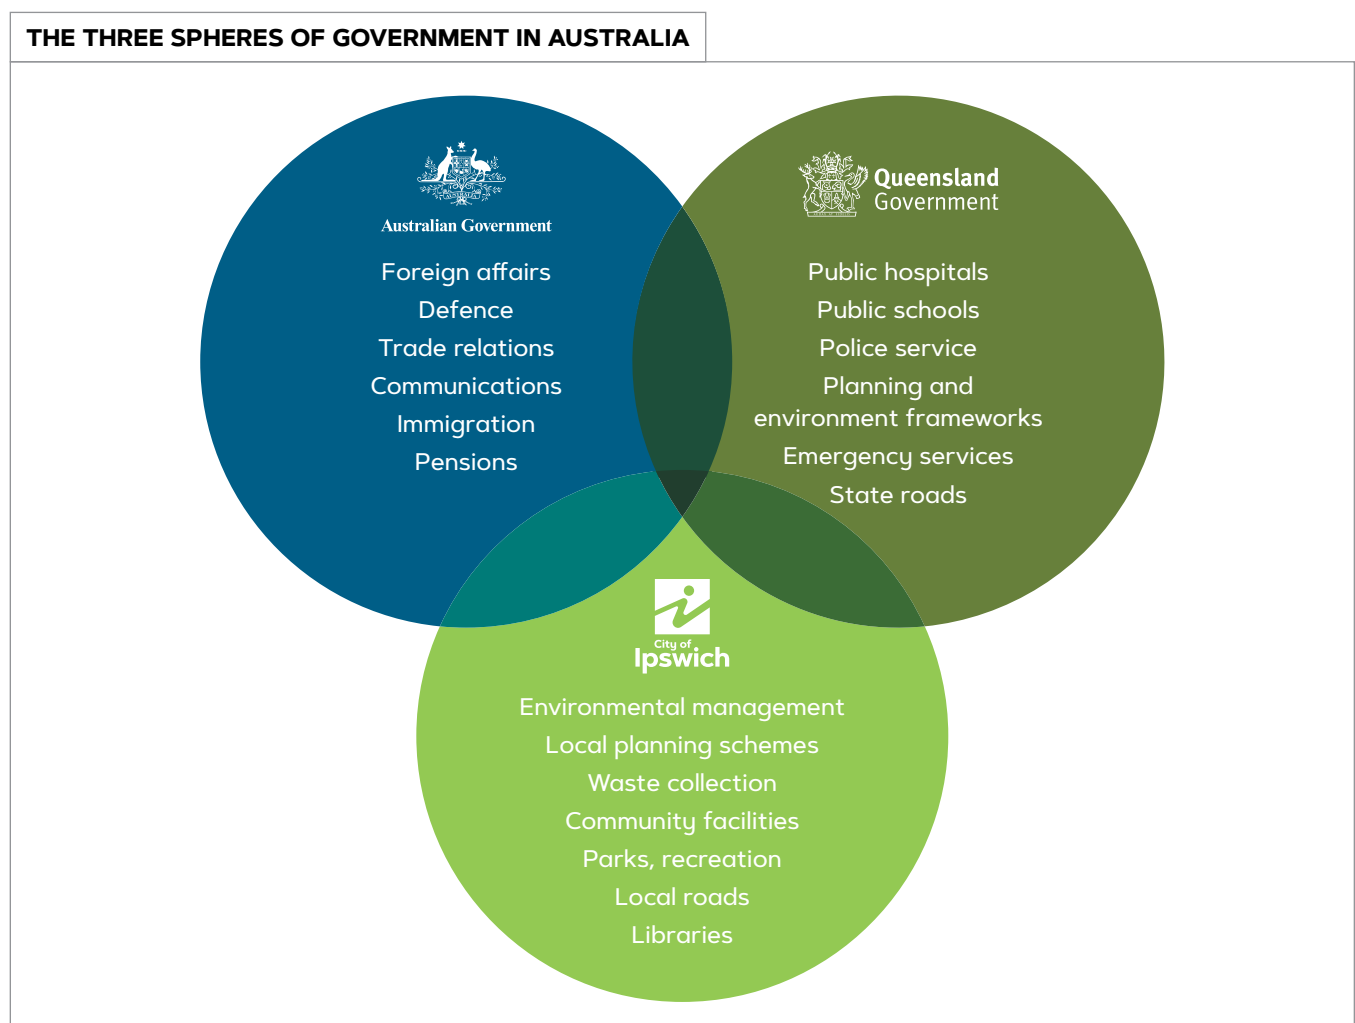 THE THREE SPHERES OF GOVERNMENT IN AUSTRALIA
Australian Government
Foreign affairs
Defence
Trade relations
Communications
Immigration
Pensions
Queensland
Government
Public hospitals
Public schools
Police service
Planning and
environment frameworks
Emergency services
State roads
City of
Ipswich
Environmental management
Local planning schemes
Waste collection
Community facilities
Parks, recreation
Local roads
Libraries